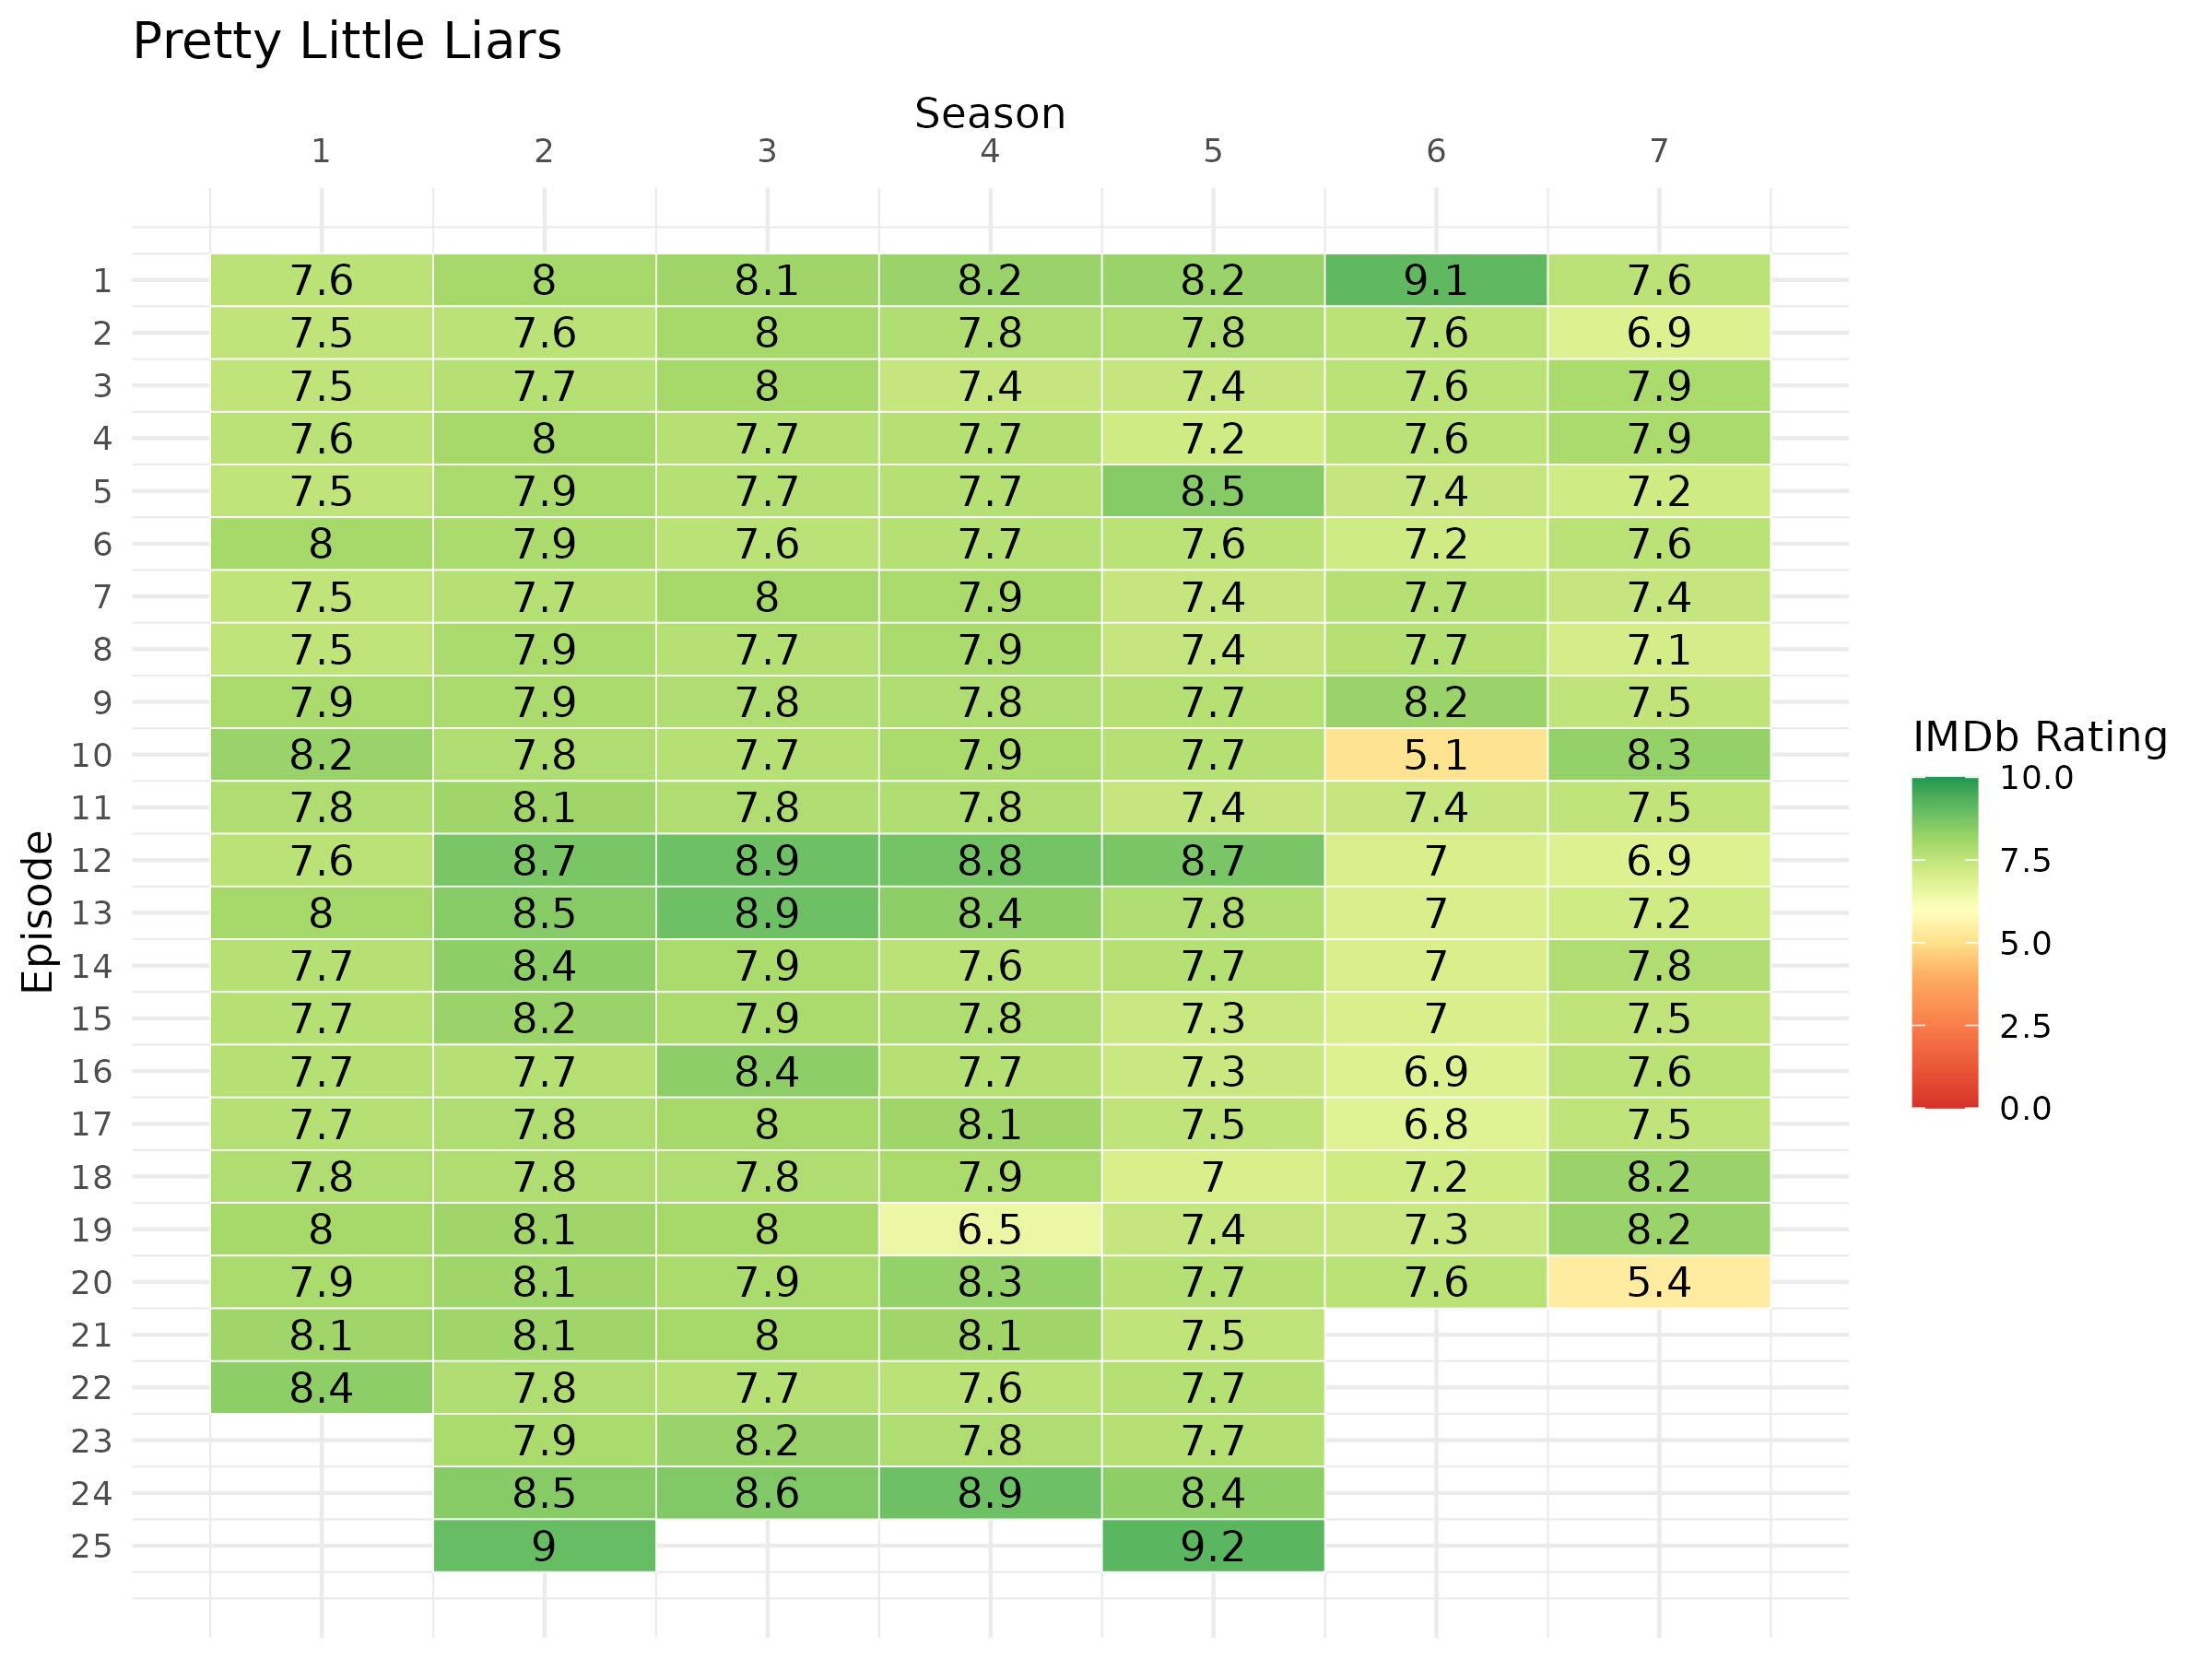 Pretty Little Liars
Season
1 2 3 4 5 6 7
1 7.6 8 8.1 8.2 8.2 9.1 7.6
2 7.5 7.6 8 7.8 7.8 7.6 6.9
3 7.5 7.7 8 7.4 7.4 7.6 7.9
4 7.6 8 7.7 7.7 7.2 7.6 7.9
5 7.5 7.9 7.7 7.7 8.5 7.4 7.2
6 8 7.9 7.6 7.7 7.6 7.2 7.6
7 7.5 7.7 8 7.9 7.4 7.7 7.4
8 7.5 7.9 7.7 7.9 7.4 7.7 7.1
9 7.9 7.9 7.8 7.8 7.7 8.2 7.5
10 8.2 7.8 7.7 7.9 7.7 5.1 8.3
11 7.8 8.1 7.8 7.8 7.4 7.4 7.5
12 7.6 8.7 8.9 8.8 8.7 7 6.9
13 8 8.5 8.9 8.4 7.8 7 7.2
14 7.7 8.4 7.9 7.6 7.7 7 7.8
15 7.7 8.2 7.9 7.8 7.3 7 7.5
16 7.7 7.7 8.4 7.7 7.3 6.9 7.6
17 7.7 7.8 8 8.1 7.5 6.8 7.5
18 7.8 7.8 7.8 7.9 7 7.2 8.2
19 8 8.1 8 6.5 7.4 7.3 8.2
20 7.9 8.1 7.9 8.3 7.7 7.6 5.4
21 8.1 8.1 8 8.1 7.5
22 8.4 7.8 7.7 7.6 7.7
23 7.9 8.2 7.8 7.7
24 8.5 8.6 8.9 8.4
25 9 9.2
Episode
IMDb Rating
10.0
7.5
5.0
2.5
0.0